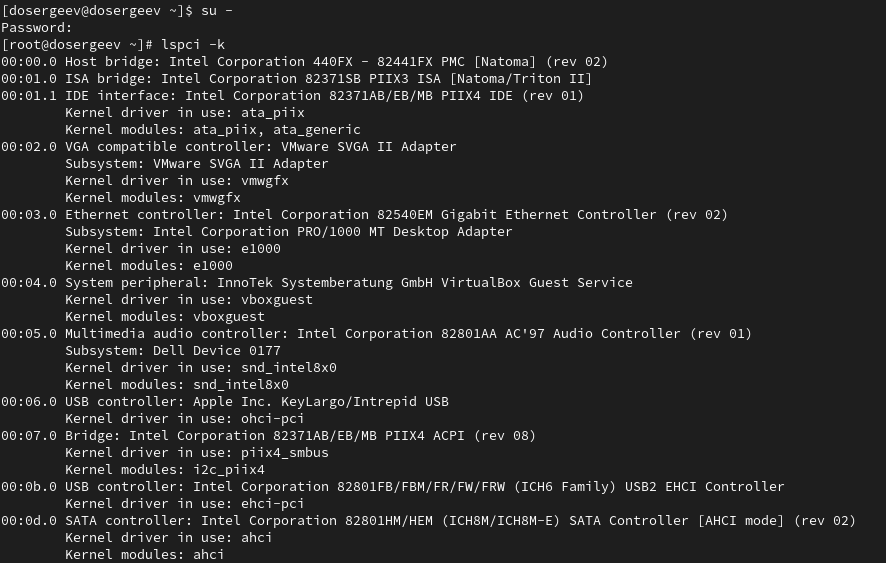 [dosergeev@dosergeev ~]$ su -
Password:
[root@dosergeev ~]# lspci -k
00:00.0 Host bridge: Intel Corporation 440FX - 82441FX PMC [Natoma] (rev 02)
00:01.0 ISA bridge: Intel Corporation 82371SB PIIX3 ISA [Natoma/Triton II]
00:01.1 IDE interface: Intel Corporation 82371AB/EB/MB PIIX4 IDE (rev 01)
        Kernel driver in use: ata_piix
        Kernel modules: ata_piix, ata_generic
00:02.0 VGA compatible controller: VMware SVGA II Adapter
        Subsystem: VMware SVGA II Adapter
        Kernel driver in use: vmwgfx
        Kernel modules: vmwgfx
00:03.0 Ethernet controller: Intel Corporation 82540EM Gigabit Ethernet Controller (rev 02)
        Subsystem: Intel Corporation PRO/1000 MT Desktop Adapter
        Kernel driver in use: e1000
        Kernel modules: e1000
00:04.0 System peripheral: InnoTek Systemberatung GmbH VirtualBox Guest Service
        Kernel driver in use: vboxguest
        Kernel modules: vboxguest
00:05.0 Multimedia audio controller: Intel Corporation 82801AA AC'97 Audio Controller (rev 01)
        Subsystem: Dell Device 0177
        Kernel driver in use: snd_intel8x0
        Kernel modules: snd_intel8x0
00:06.0 USB controller: Apple Inc. KeyLargo/Intrepid USB
        Kernel driver in use: ohci-pci
00:07.0 Bridge: Intel Corporation 82371AB/EB/MB PIIX4 ACPI (rev 08)
        Kernel driver in use: piix4_smbus
        Kernel modules: i2c_piix4
00:0b.0 USB controller: Intel Corporation 82801FB/FBM/FR/FW/FRW (ICH6 Family) USB2 EHCI Controller
        Kernel driver in use: ehci-pci
00:0d.0 SATA controller: Intel Corporation 82801HM/HEM (ICH8M/ICH8M-E) SATA Controller [AHCI mode] (rev 02)
        Kernel driver in use: ahci
        Kernel modules: ahci